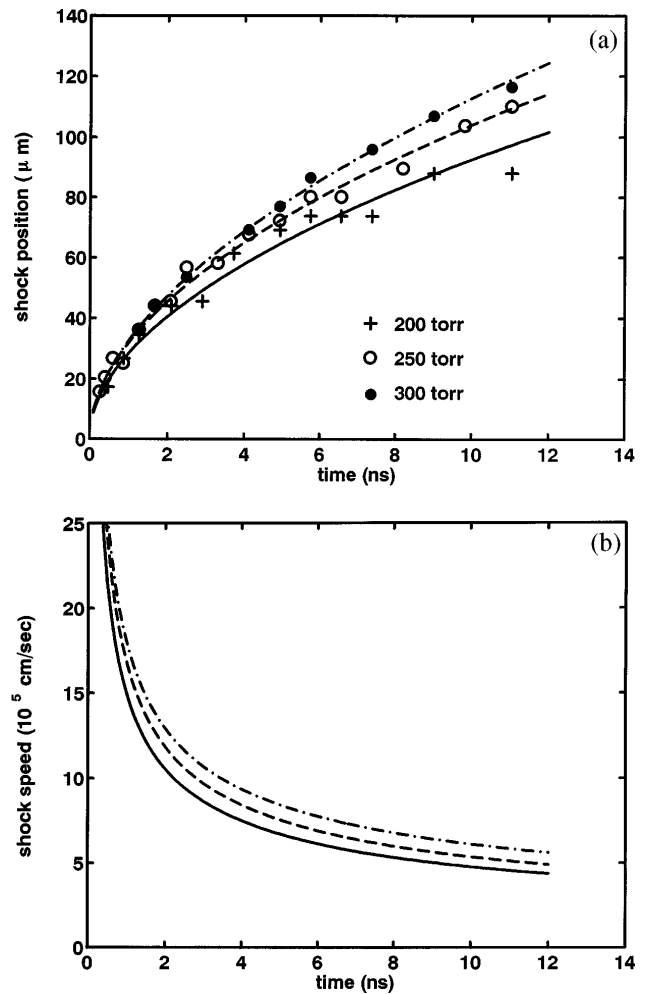 (a)
140
120
100
80
60
40
20
0
shock position ( μ m)
+ 200 torr
○ 250 torr
● 300 torr
0 2 4 6 8 10 12 14
time (ns)
(b)
25
20
15
10
5
0
shock speed (10 5 cm/sec)
0 2 4 6 8 10 12 14
time (ns)